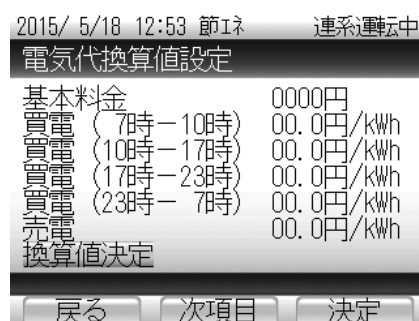 2015/ 5/18 12:53 節エネ 連系運転中
電気代換算値設定
基本料金 0000円
買電 ( 7時－10時) 00.0円/kWh
買電 (10時－17時) 00.0円/kWh
買電 (17時－23時) 00.0円/kWh
買電 (23時－ 7時) 00.0円/kWh
売電 00.0円/kWh
換算値決定
戻る 次項目 決定